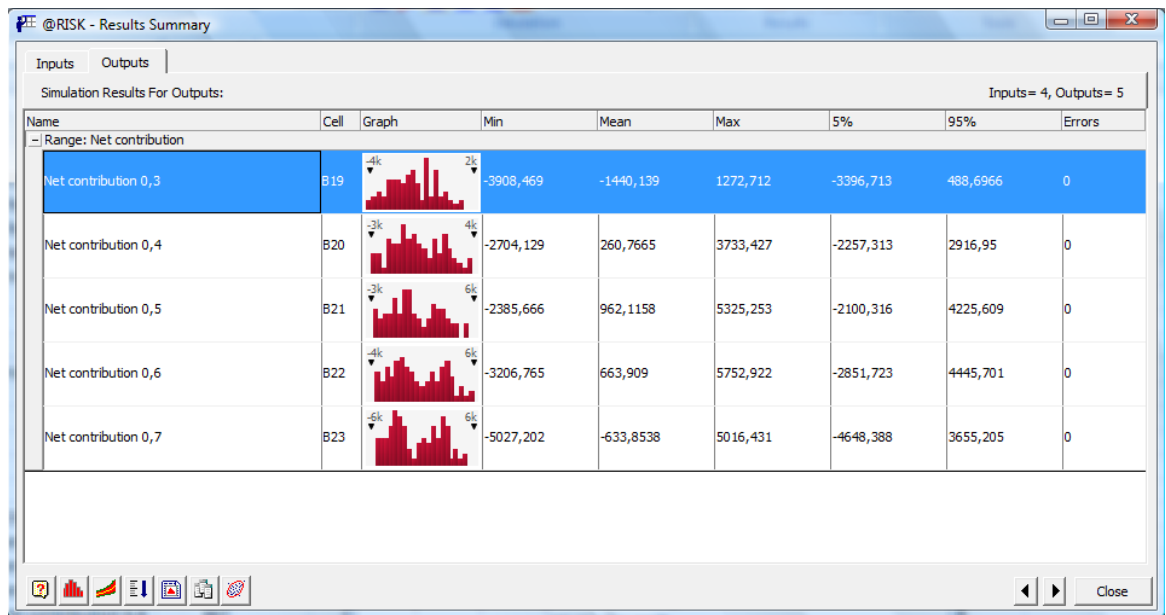 @RISK - Results Summary
Inputs Outputs
Simulation Results For Outputs: Inputs= 4, Outputs= 5
Name Cell Graph Min Mean Max 5% 95% Errors
Range: Net contribution
-4k 2k
Net contribution 0,3 B19 -3908,469 -1440,139 1272,712 -3396,713 488,6966 0
-3k 4k
Net contribution 0,4 B20 -2704,129 260,7665 3733,427 -2257,313 2916,95 0
-3k 6k
Net contribution 0,5 B21 -2385,666 962,1158 5325,253 -2100,316 4225,609 0
-4k 6k
Net contribution 0,6 B22 -3206,765 663,909 5752,922 -2851,723 4445,701 0
-6k 6k
Net contribution 0,7 B23 -5027,202 -633,8538 5016,431 -4648,388 3655,205 0
Close